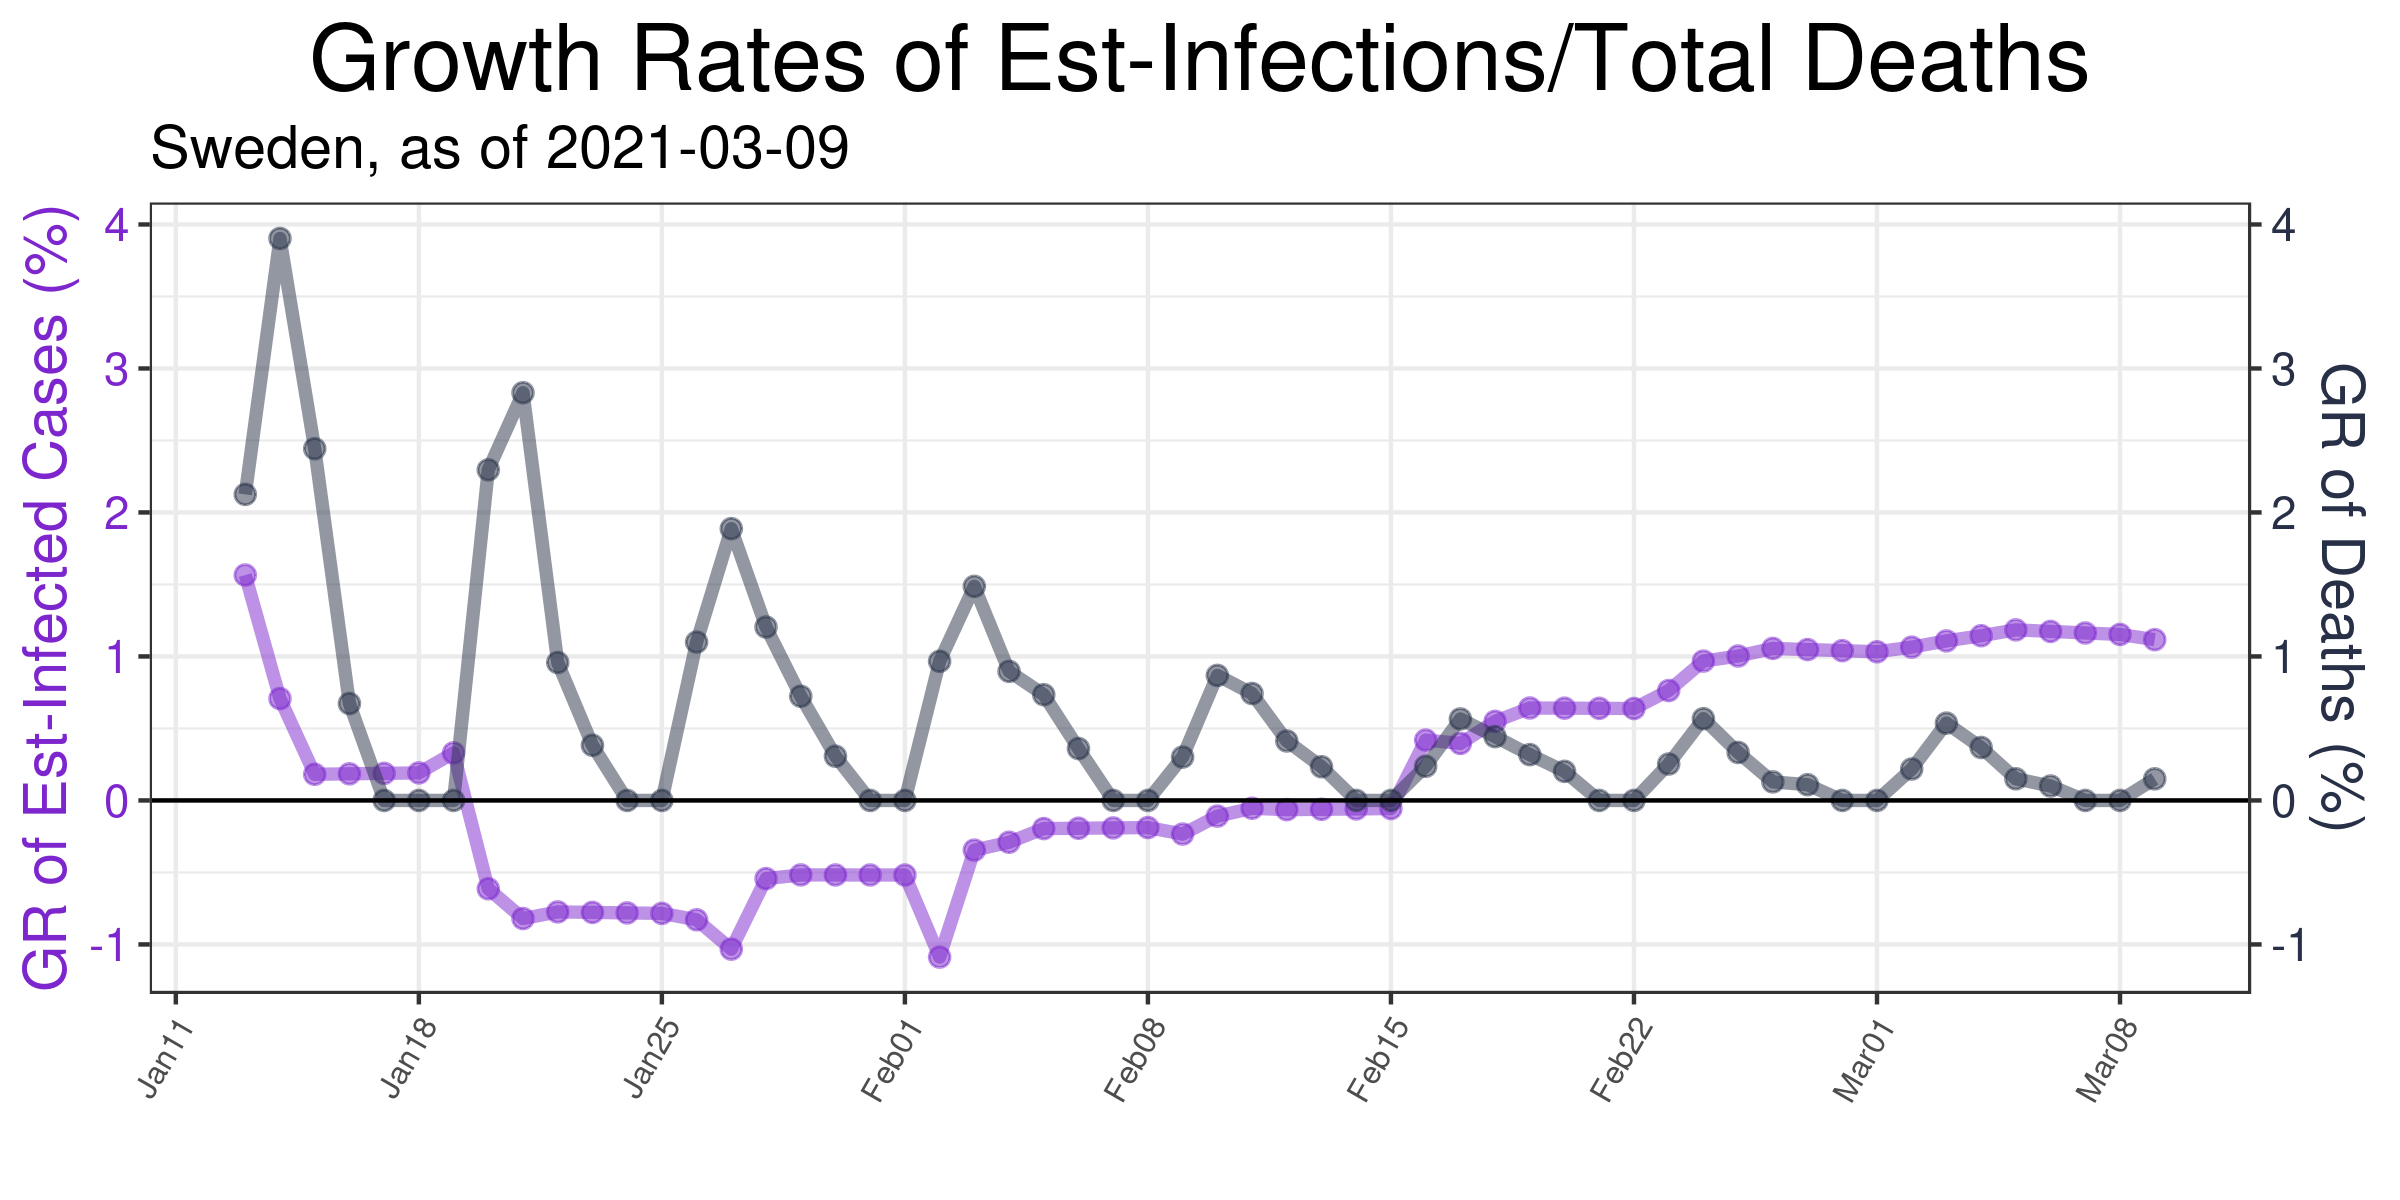 Growth Rates of Est-Infections/Total Deaths
Sweden, as of 2021-03-09
GR of Est-Infected Cases (%)
4
3
2
1
0
-1
4
3
2
1
0
-1
GR of Deaths (%)
Jan11
Jan18
Jan25
Feb01
Feb08
Feb15
Feb22
Mar01
Mar08